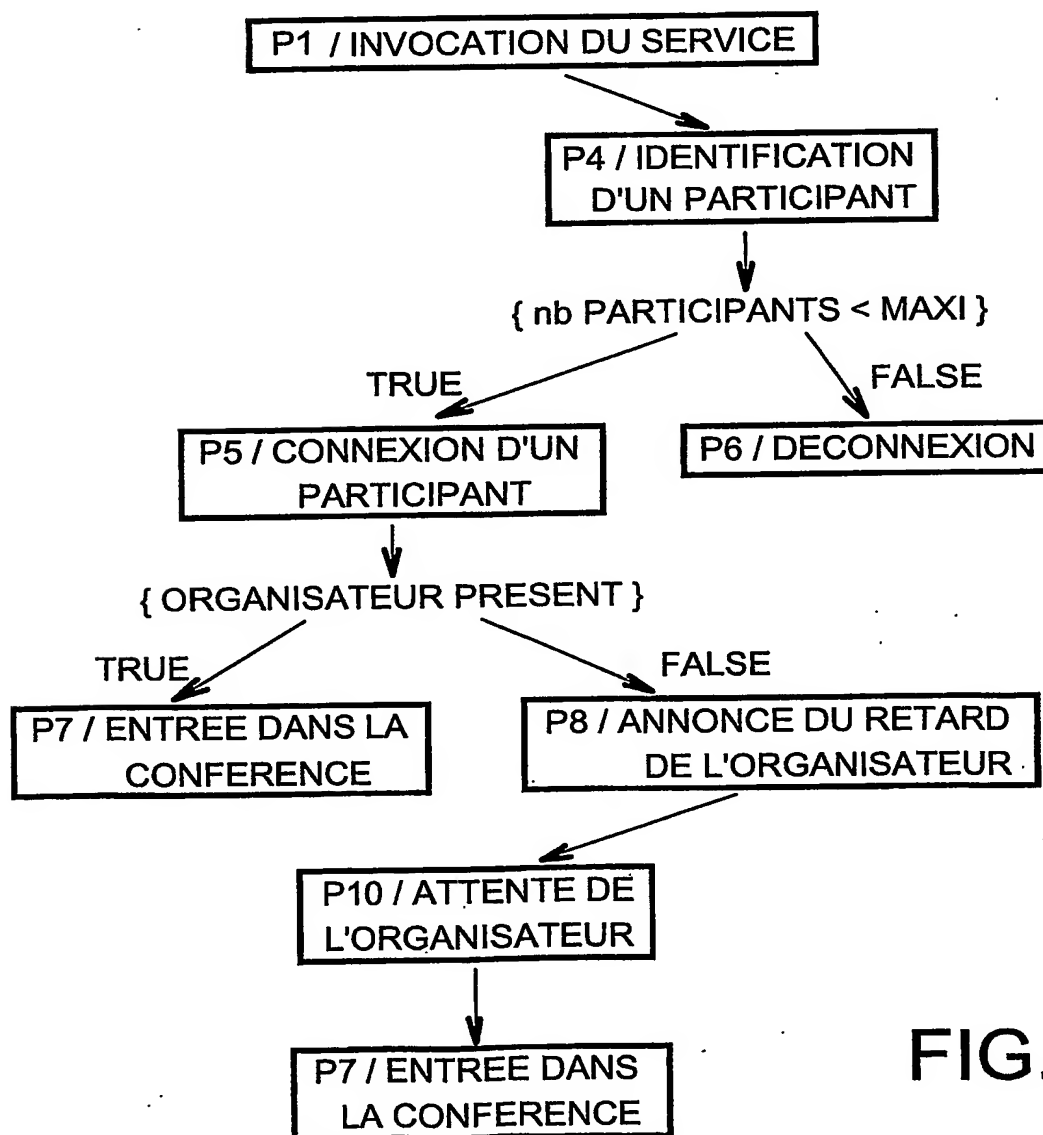 P1 / INVOCATION DU SERVICE
P4 / IDENTIFICATION
D'UN PARTICIPANT
{ nb PARTICIPANTS < MAXI }
TRUE
FALSE
P5 / CONNEXION D'UN
PARTICIPANT
P6 / DECONNEXION
{ ORGANISATEUR PRESENT }
TRUE
FALSE
P7 / ENTREE DANS LA
CONFERENCE
P8 / ANNONCE DU RETARD
DE L'ORGANISATEUR
P10 / ATTENTE DE
L'ORGANISATEUR
P7 / ENTREE DANS
LA CONFERENCE
FIG.